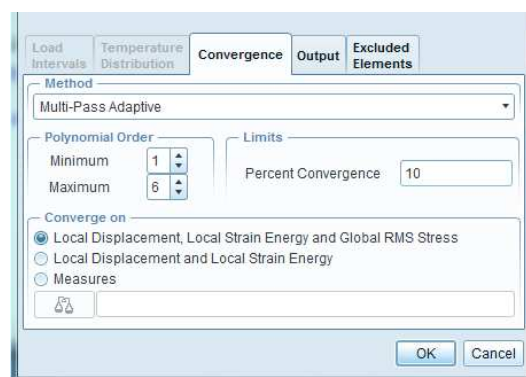 Load Intervals
Temperature Distribution
Convergence
Output
Excluded Elements
Method
Multi-Pass Adaptive
Polynomial Order
Minimum 1
Maximum 6
Limits
Percent Convergence 10
Converge on
Local Displacement, Local Strain Energy and Global RMS Stress
Local Displacement and Local Strain Energy
Measures
OK Cancel